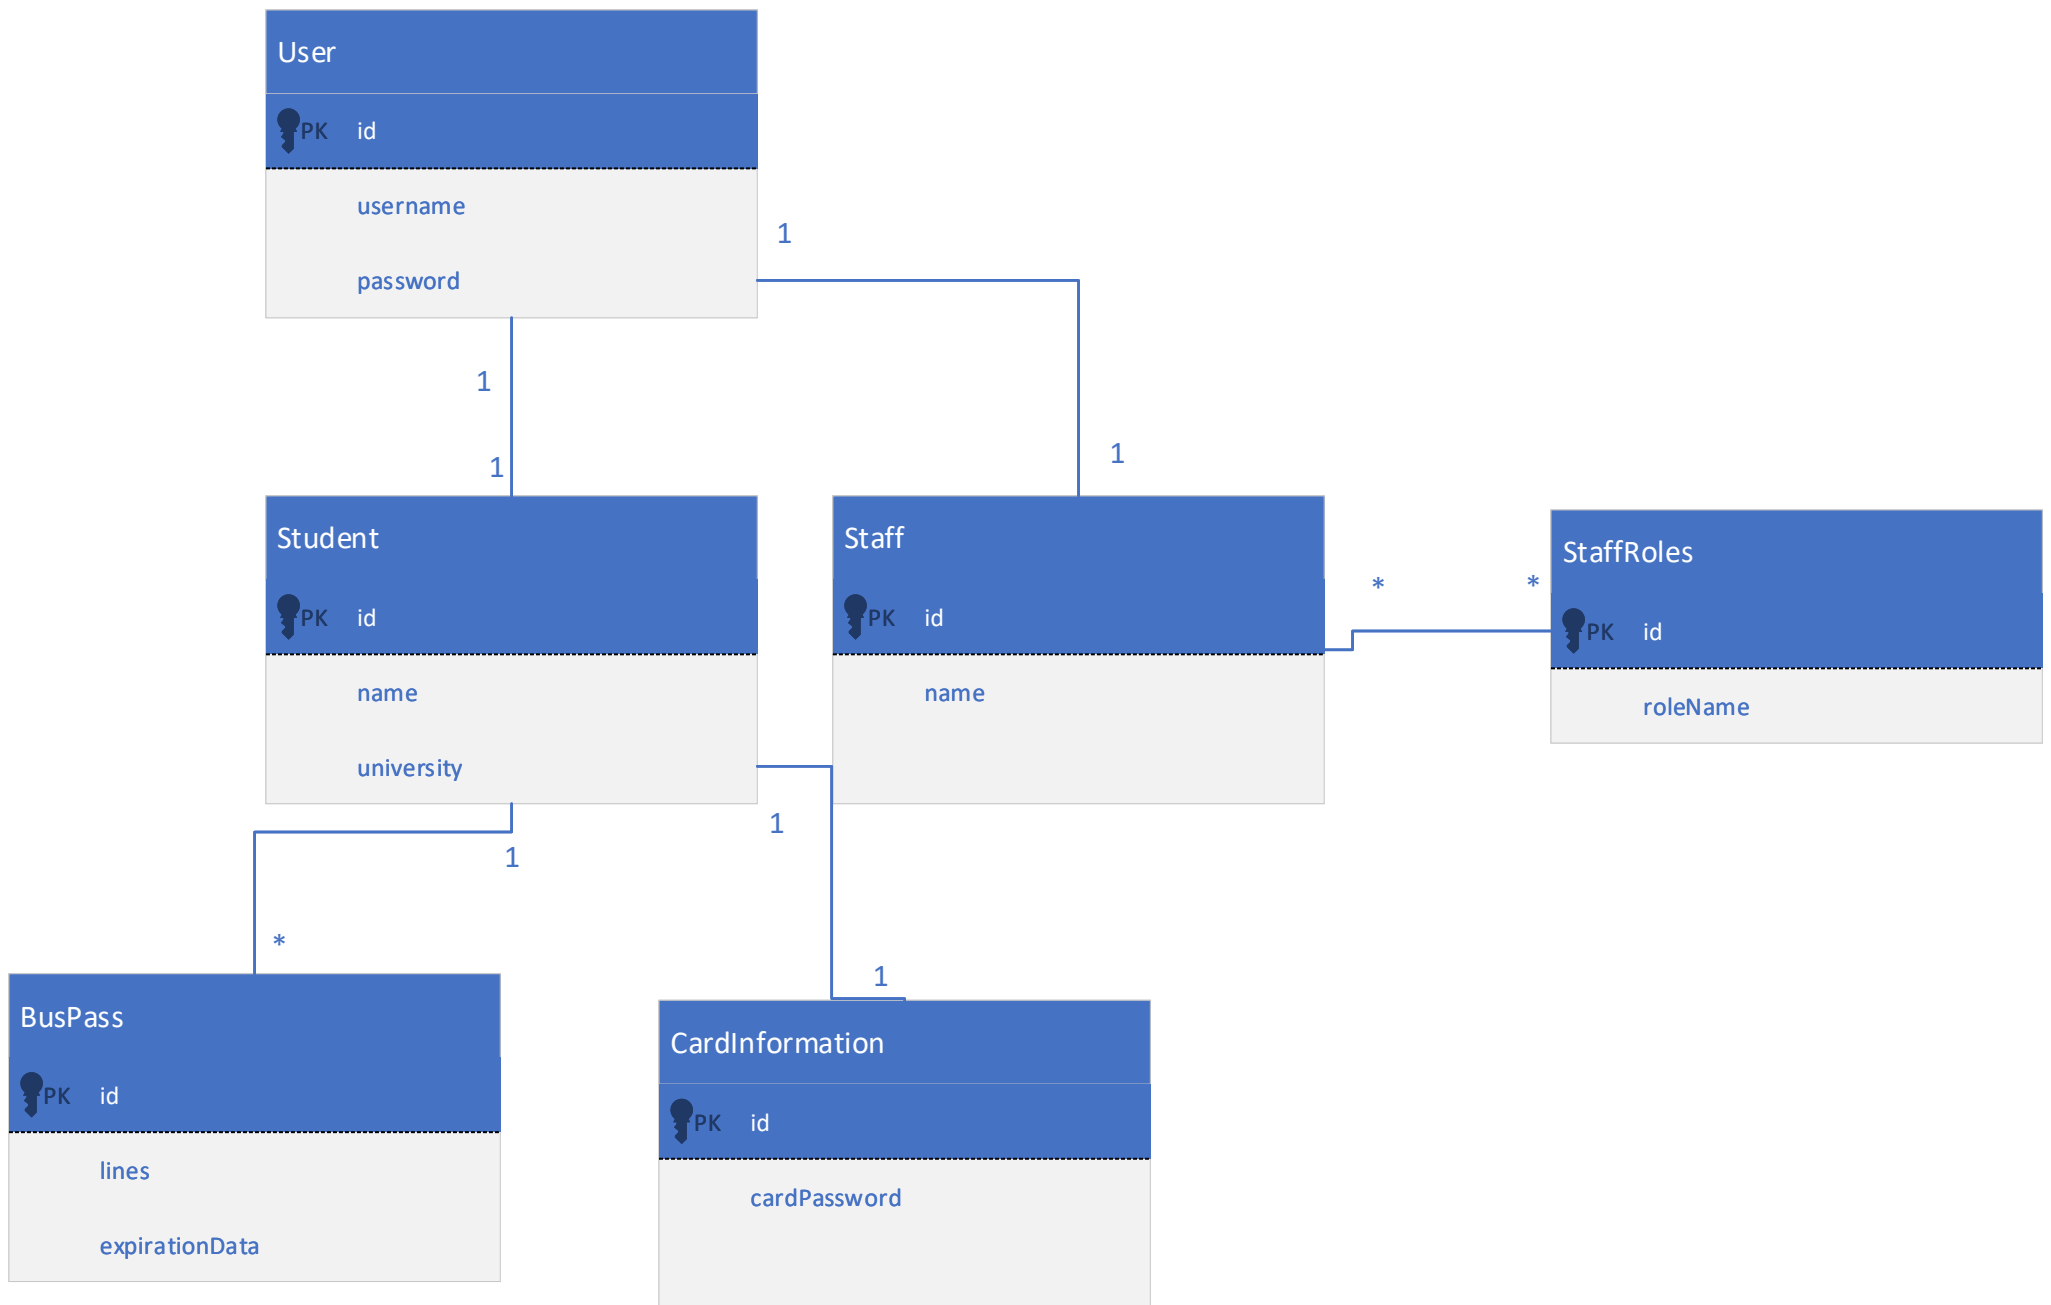 User
PK id
username
password
1
1
1
1
Student
PK id
name
university
Staff
PK id
name
* *
StaffRoles
PK id
roleName
1
1
*
1
BusPass
PK id
lines
expirationData
CardInformation
PK id
cardPassword